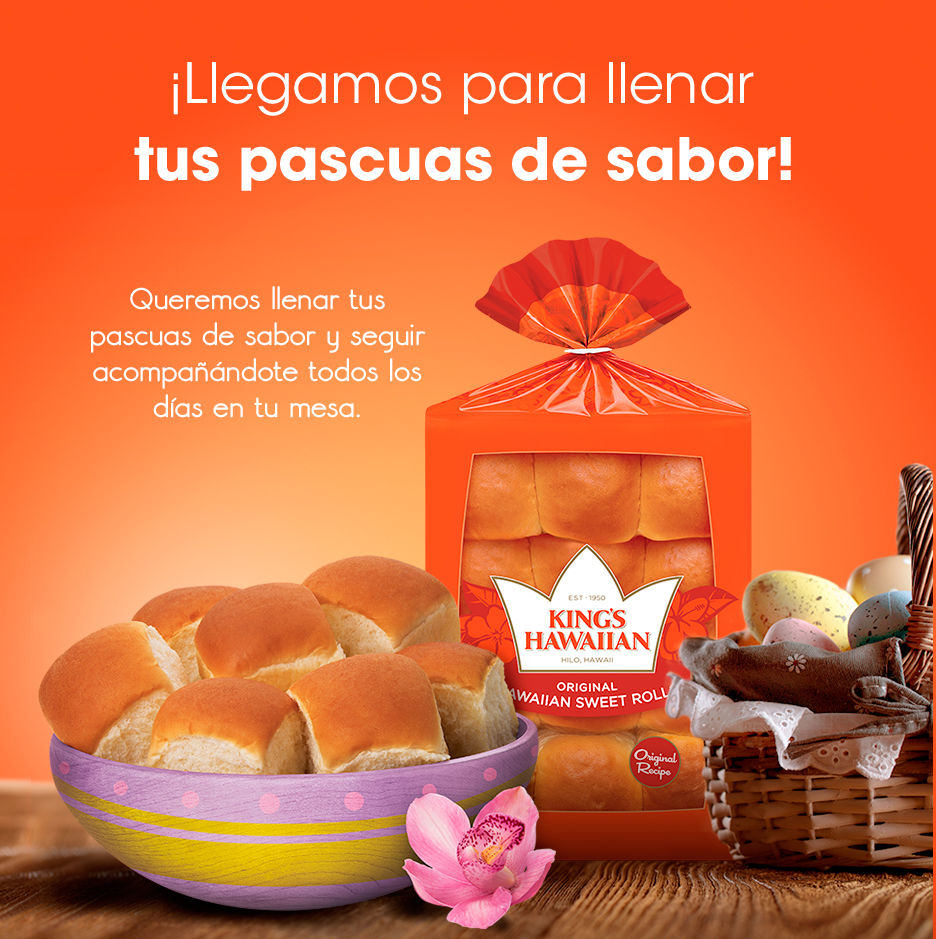 ¡Llegamos para llenar
tus pascuas de sabor!
Queremos llenar tus
pascuas de sabor y seguir
acompañándote todos los
días en tu mesa.
EST · 1950
KING'S
HAWAIIAN
HILO, HAWAII
ORIGINAL
AWAIIAN SWEET ROLL
Original
Recipe